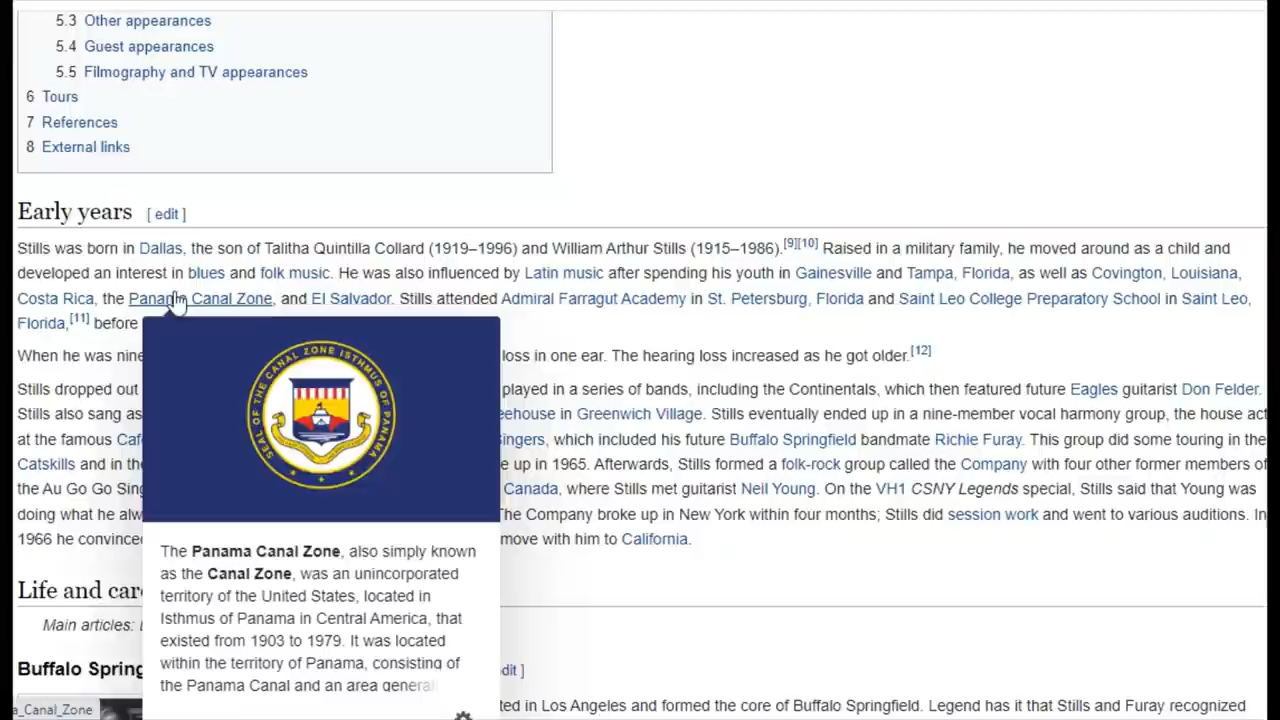 5.3 Other appearances
5.4 Guest appearances
5.5 Filmography and TV appearances
6 Tours
7 References
8 External links
Early years [ edit ]
Stills was born in Dallas, the son of Talitha Quintilla Collard (1919–1996) and William Arthur Stills (1915–1986).[9][10] Raised in a military family, he moved around as a child and
developed an interest in blues and folk music. He was also influenced by Latin music after spending his youth in Gainesville and Tampa, Florida, as well as Covington, Louisiana,
Costa Rica, the Panama Canal Zone, and El Salvador. Stills attended Admiral Farragut Academy in St. Petersburg, Florida and Saint Leo College Preparatory School in Saint Leo,
Florida,[11] before
When he was nine loss in one ear. The hearing loss increased as he got older.[12]
Stills dropped out played in a series of bands, including the Continentals, which then featured future Eagles guitarist Don Felder.
Stills also sang as eehouse in Greenwich Village. Stills eventually ended up in a nine-member vocal harmony group, the house act
at the famous Caf ingers, which included his future Buffalo Springfield bandmate Richie Furay. This group did some touring in the
Catskills and in the e up in 1965. Afterwards, Stills formed a folk-rock group called the Company with four other former members of
the Au Go Go Sing Canada, where Stills met guitarist Neil Young. On the VH1 CSNY Legends special, Stills said that Young was
doing what he alw The Company broke up in New York within four months; Stills did session work and went to various auditions. In
1966 he convinced move with him to California.
SEAL OF THE CANAL ZONE ISTHMUS OF PANAMA
The Panama Canal Zone, also simply known
as the Canal Zone, was an unincorporated
territory of the United States, located in
Isthmus of Panama in Central America, that
existed from 1903 to 1979. It was located
within the territory of Panama, consisting of
the Panama Canal and an area general
Life and car
Main articles:
Buffalo Spring dit ]
ted in Los Angeles and formed the core of Buffalo Springfield. Legend has it that Stills and Furay recognized
a_Canal_Zone